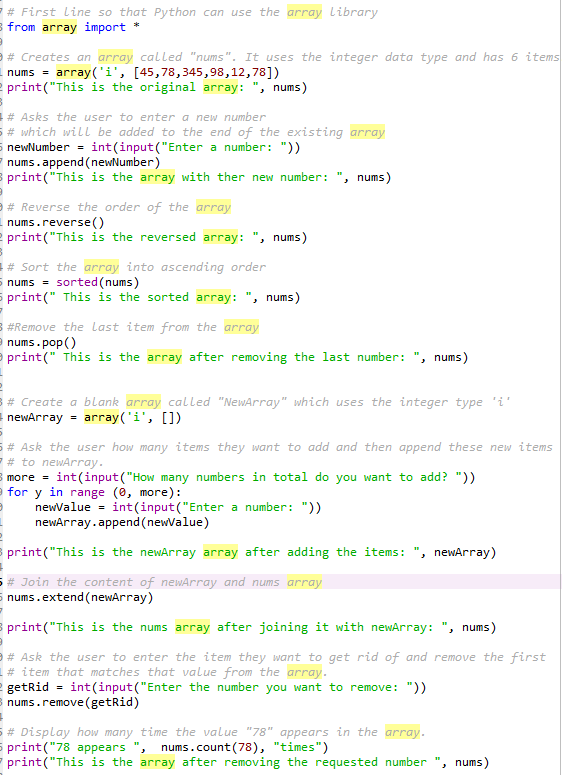 # First line so that Python can use the array library
from array import *
# Creates an array called "nums". It uses the integer data type and has 6 items
nums = array('i', [45,78,345,98,12,78])
print("This is the original array: ", nums)
# Asks the user to enter a new number
# which will be added to the end of the existing array
newNumber = int(input("Enter a number: "))
nums.append(newNumber)
print("This is the array with ther new number: ", nums)
# Reverse the order of the array
nums.reverse()
print("This is the reversed array: ", nums)
# Sort the array into ascending order
nums = sorted(nums)
print(" This is the sorted array: ", nums)
#Remove the last item from the array
nums.pop()
print(" This is the array after removing the last number: ", nums)
# Create a blank array called "NewArray" which uses the integer type 'i'
newArray = array('i', [])
# Ask the user how many items they want to add and then append these new items
# to newArray.
more = int(input("How many numbers in total do you want to add? "))
for y in range (0, more):
    newValue = int(input("Enter a number: "))
    newArray.append(newValue)
print("This is the newArray array after adding the items: ", newArray)
# Join the content of newArray and nums array
nums.extend(newArray)
print("This is the nums array after joining it with newArray: ", nums)
# Ask the user to enter the item they want to get rid of and remove the first
# item that matches that value from the array.
getRid = int(input("Enter the number you want to remove: "))
nums.remove(getRid)
# Display how many time the value "78" appears in the array.
print("78 appears ",  nums.count(78), "times")
print("This is the array after removing the requested number ", nums)